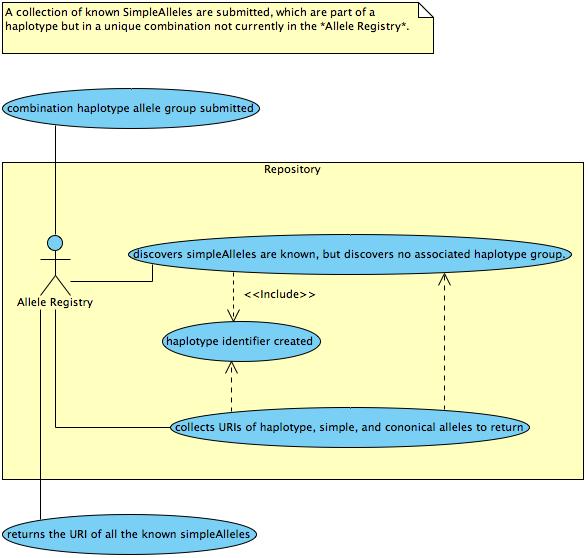 A collection of known SimpleAlleles are submitted, which are part of a
haplotype but in a unique combination not currently in the *Allele Registry*.
combination haplotype allele group submitted
Repository
discovers simpleAlleles are known, but discovers no associated haplotype group.
<<Include>>
Allele Registry
haplotype identifier created
collects URIs of haplotype, simple, and cononical alleles to return
returns the URI of all the known simpleAlleles